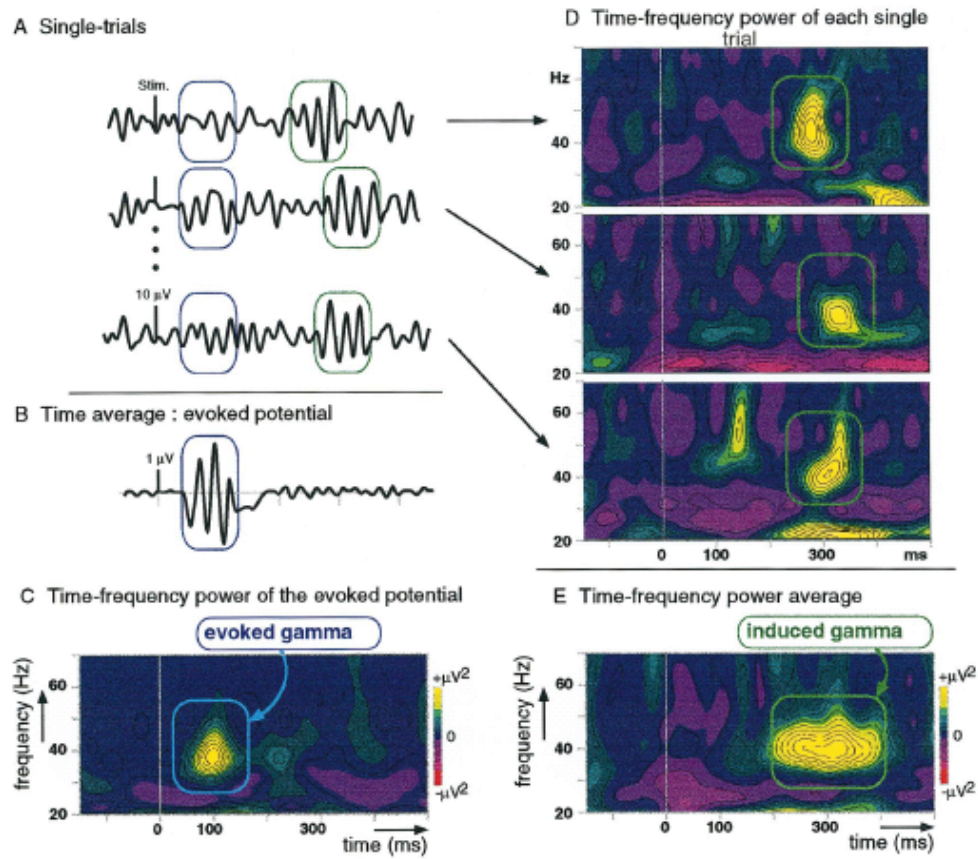 A Single-trials
Stim.
10 μV
B Time average : evoked potential
1 μV
C Time-frequency power of the evoked potential
evoked gamma
frequency (Hz)
60
40
20
0
100
300
time (ms)
+μV2
0
-μV2
D Time-frequency power of each single
trial
Hz
40
20
60
40
20
60
40
20
0
100
300
ms
E Time-frequency power average
induced gamma
frequency (Hz)
60
40
20
0
100
300
time (ms)
+μV2
0
-μV2